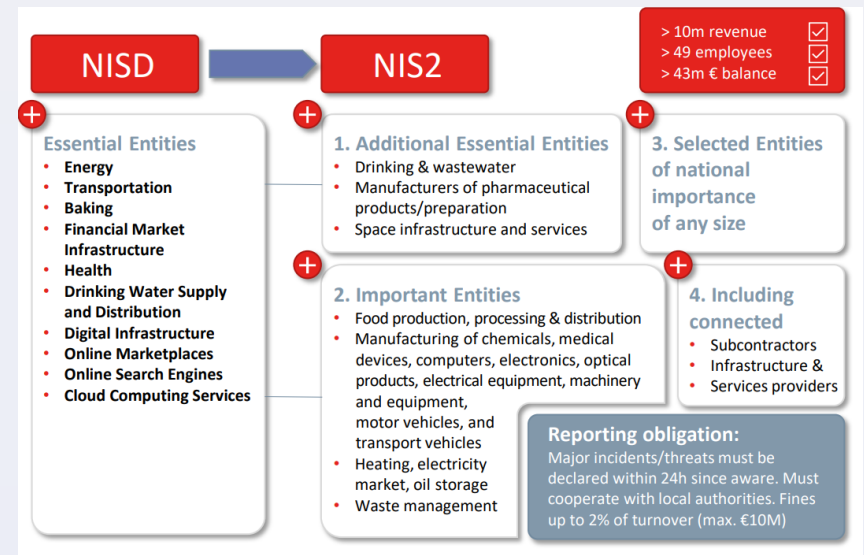 NISD
NIS2
> 10m revenue
> 49 employees
> 43m € balance
Essential Entities
• Energy
• Transportation
• Baking
• Financial Market
Infrastructure
• Health
• Drinking Water Supply
and Distribution
• Digital Infrastructure
• Online Marketplaces
• Online Search Engines
• Cloud Computing Services
1. Additional Essential Entities
• Drinking & wastewater
• Manufacturers of pharmaceutical
products/preparation
• Space infrastructure and services
2. Important Entities
• Food production, processing & distribution
• Manufacturing of chemicals, medical
devices, computers, electronics, optical
products, electrical equipment, machinery
and equipment,
motor vehicles, and
transport vehicles
• Heating, electricity
market, oil storage
• Waste management
3. Selected Entities
of national
importance
of any size
4. Including
connected
• Subcontractors
• Infrastructure &
• Services providers
Reporting obligation:
Major incidents/threats must be
declared within 24h since aware. Must
cooperate with local authorities. Fines
up to 2% of turnover (max. €10M)